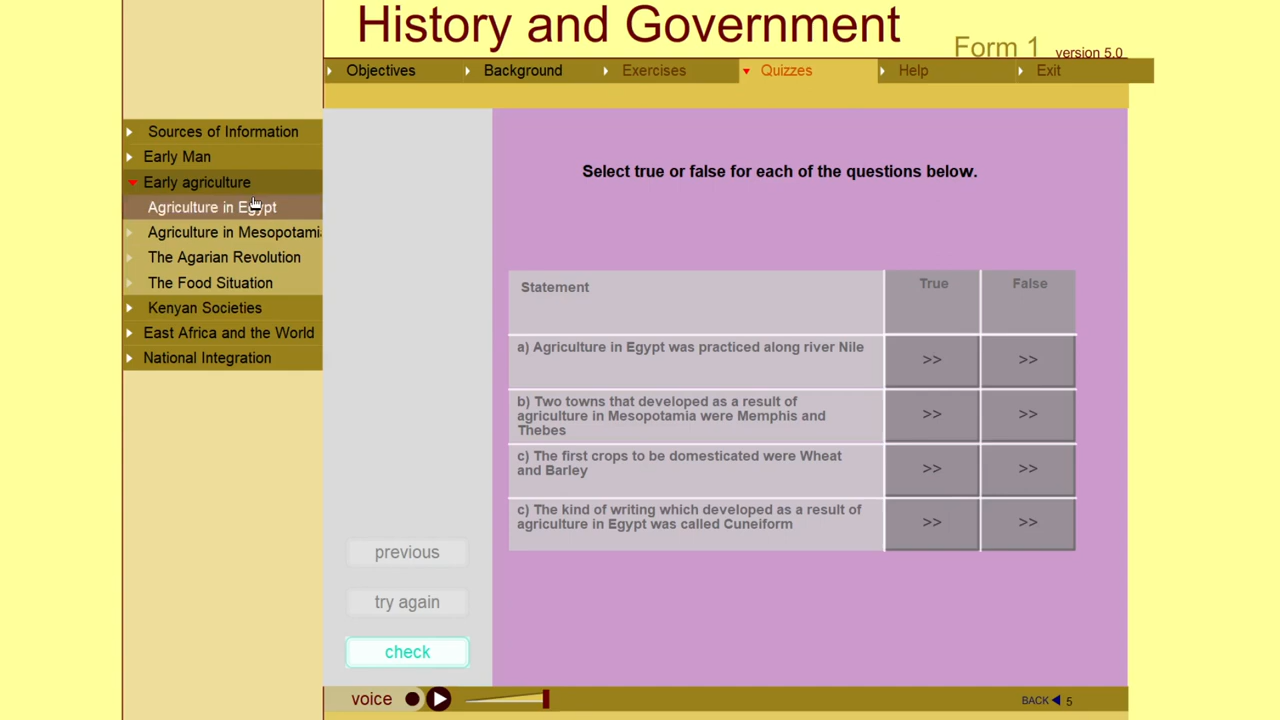 History and Government
Form 1 version 5.0
Objectives
Background
Exercises
Quizzes
Help
Exit
Sources of Information
Early Man
Early agriculture
Agriculture in Egypt
Agriculture in Mesopotami
The Agarian Revolution
The Food Situation
Kenyan Societies
East Africa and the World
National Integration
Select true or false for each of the questions below.
Statement
True
False
a) Agriculture in Egypt was practiced along river Nile
>>
>>
b) Two towns that developed as a result of
agriculture in Mesopotamia were Memphis and
Thebes
>>
>>
c) The first crops to be domesticated were Wheat
and Barley
>>
>>
c) The kind of writing which developed as a result of
agriculture in Egypt was called Cuneiform
>>
>>
previous
try again
check
voice
BACK 5